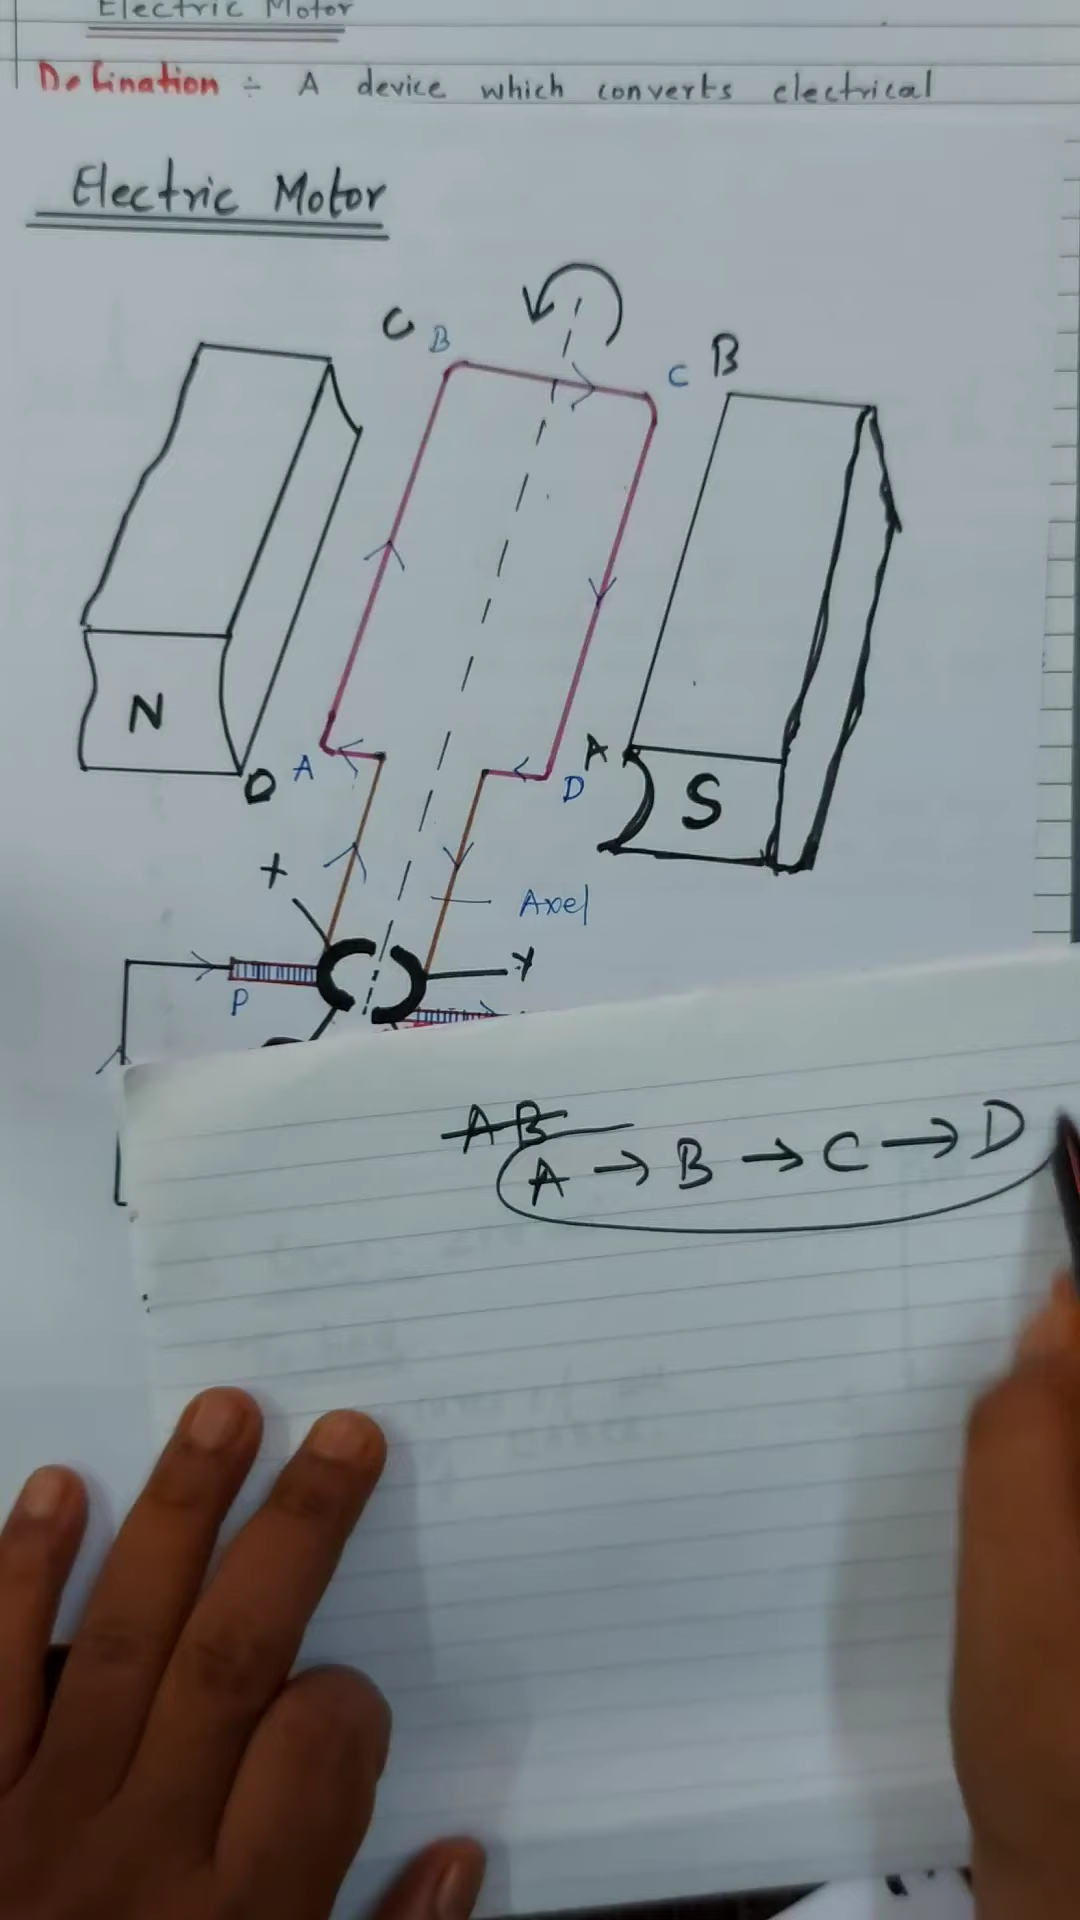 Electric Motor
Defination ÷ A device which converts electrical
Electric Motor
C B
C B
N
D A
D A
S
+
Axel
P
AB
A → B → C → D